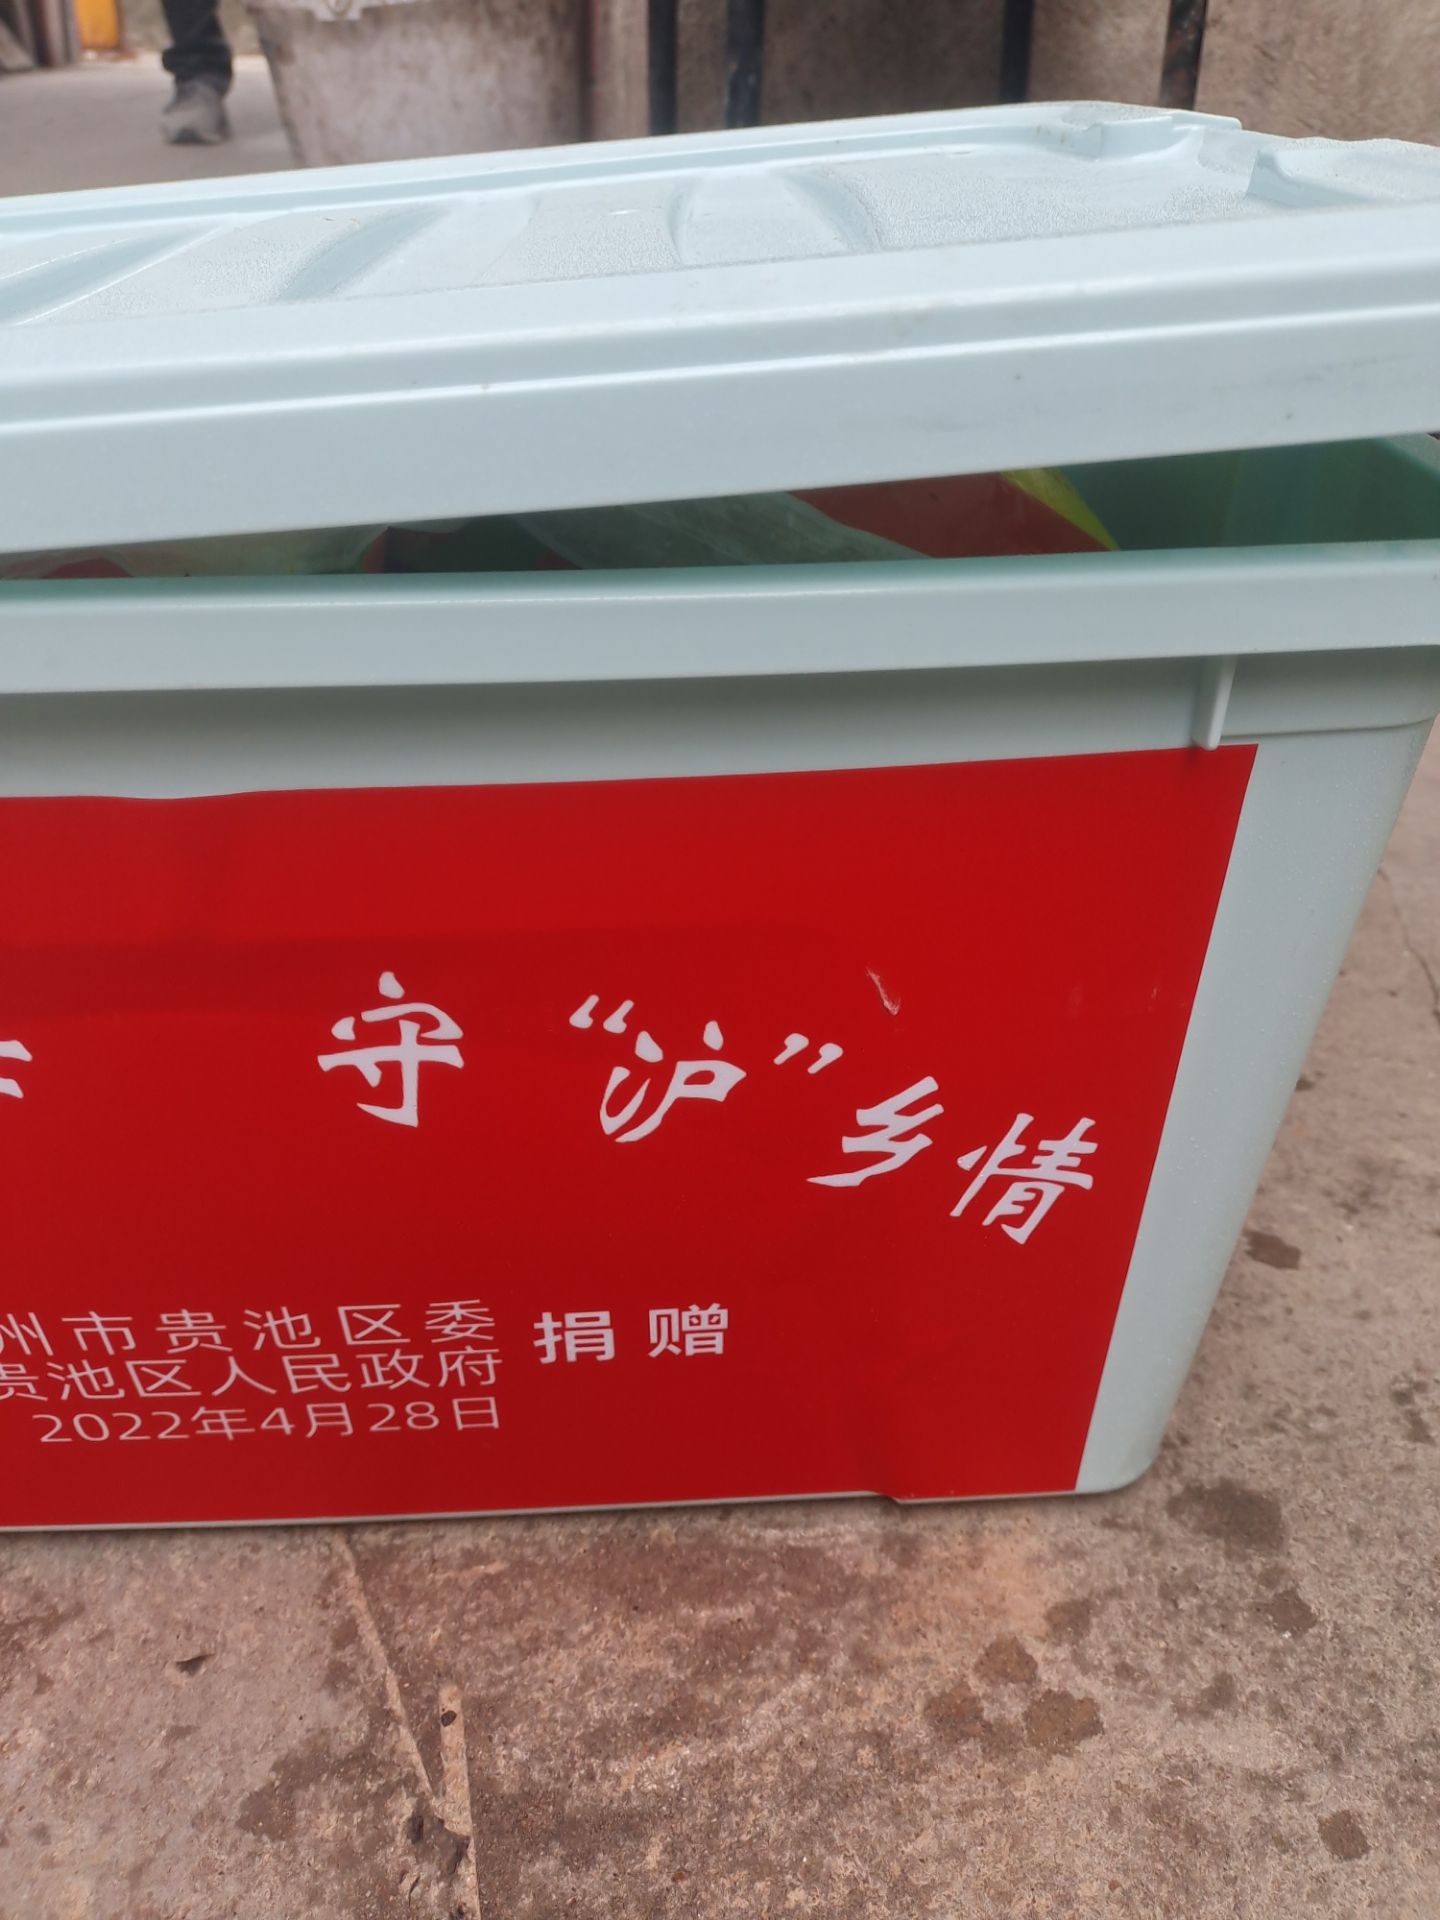 守“沪”乡情
州市贵池区委
贵池区人民政府
捐赠
2022年4月28日